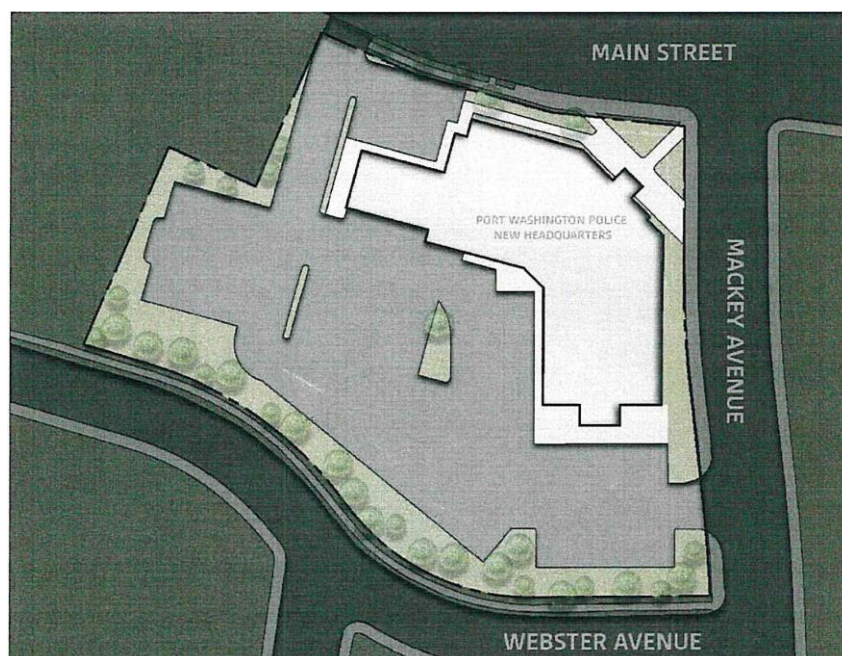 MAIN STREET
PORT WASHINGTON POLICE
NEW HEADQUARTERS
MACKEY AVENUE
WEBSTER AVENUE